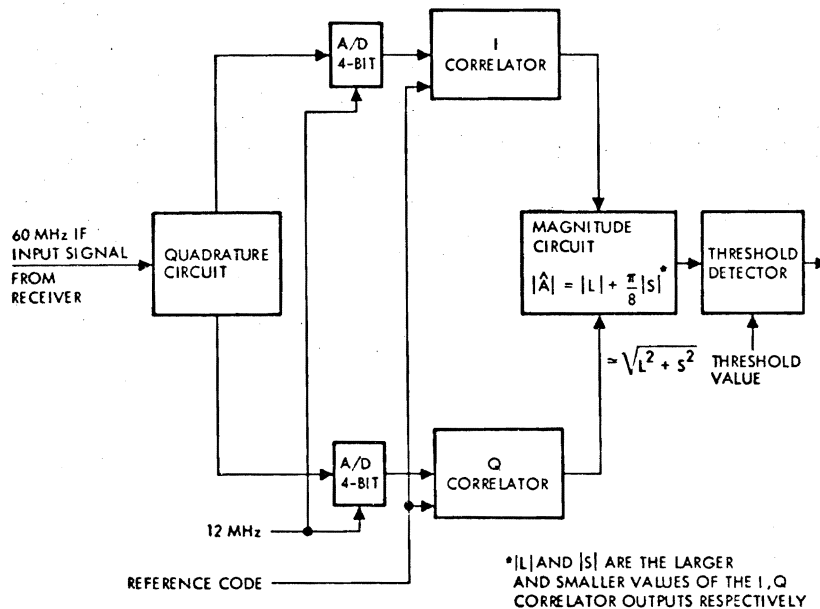 A/D
4-BIT
I
CORRELATOR
60 MHz IF
INPUT SIGNAL
FROM
RECEIVER
QUADRATURE
CIRCUIT
MAGNITUDE
CIRCUIT
|Â| = |L| + π/8 |S|*
THRESHOLD
DETECTOR
≃ √L² + S²
THRESHOLD
VALUE
A/D
4-BIT
Q
CORRELATOR
12 MHz
REFERENCE CODE
*|L| AND |S| ARE THE LARGER
AND SMALLER VALUES OF THE I, Q
CORRELATOR OUTPUTS RESPECTIVELY